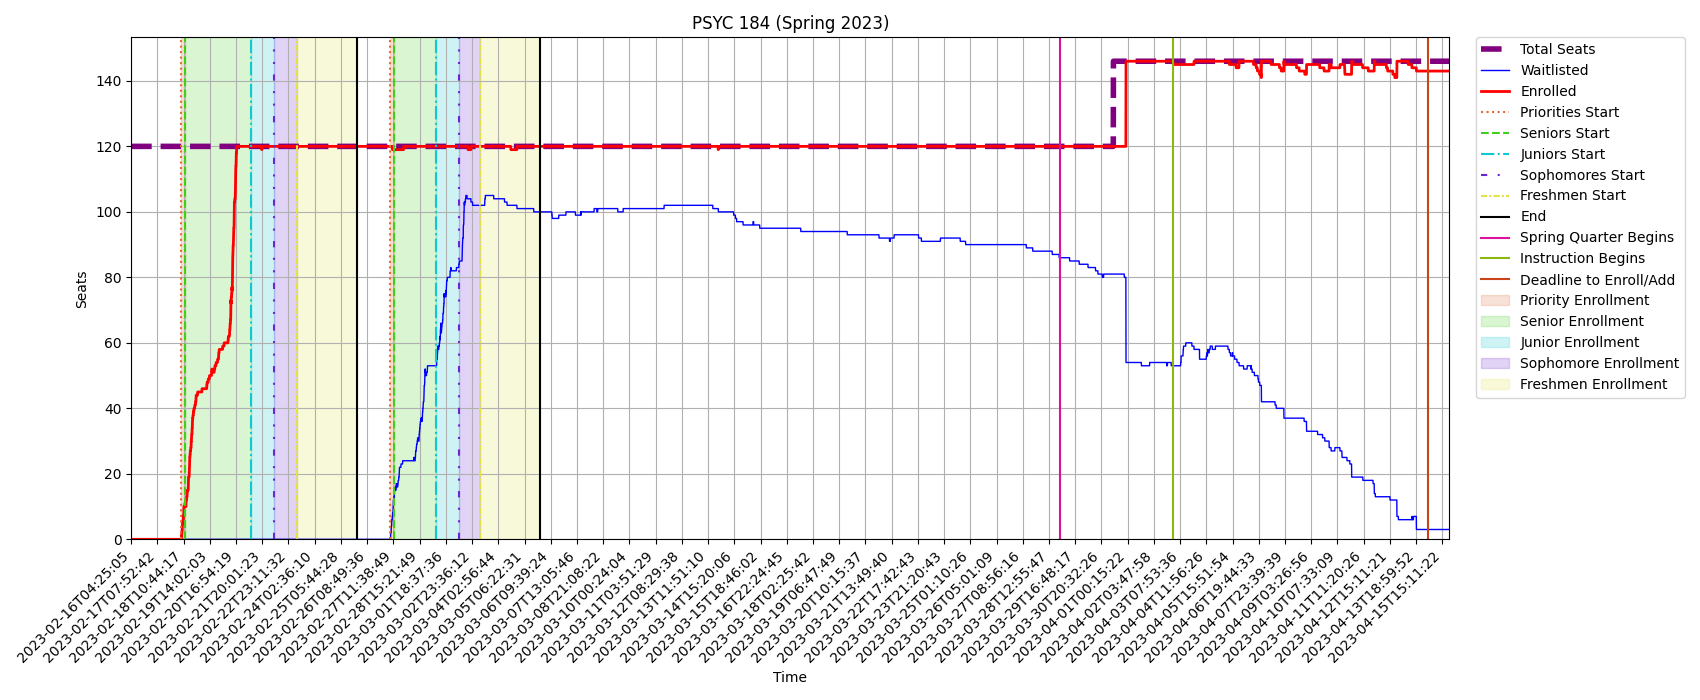 PSYC 184 (Spring 2023)
Seats
140
120
100
80
60
40
20
0
2023-02-16T04:25:05
2023-02-17T07:52:42
2023-02-18T10:44:17
2023-02-19T14:02:03
2023-02-20T16:54:19
2023-02-21T20:01:23
2023-02-22T23:11:32
2023-02-24T02:36:10
2023-02-25T05:44:28
2023-02-26T08:49:36
2023-02-27T11:38:49
2023-02-28T15:21:49
2023-03-01T18:37:36
2023-03-02T22:36:12
2023-03-04T02:56:44
2023-03-05T06:22:31
2023-03-06T09:39:24
2023-03-07T13:05:46
2023-03-08T21:08:22
2023-03-10T00:24:04
2023-03-11T03:51:29
2023-03-12T08:29:38
2023-03-13T11:51:10
2023-03-14T15:20:06
2023-03-15T18:46:02
2023-03-16T22:24:45
2023-03-18T02:25:42
2023-03-19T06:47:49
2023-03-20T10:15:37
2023-03-21T13:49:40
2023-03-22T17:42:43
2023-03-23T21:20:43
2023-03-25T01:10:26
2023-03-26T05:01:09
2023-03-27T08:56:16
2023-03-28T12:55:47
2023-03-29T16:48:17
2023-03-30T20:32:26
2023-04-01T00:15:22
2023-04-02T03:47:58
2023-04-03T07:53:36
2023-04-04T11:56:26
2023-04-05T15:51:54
2023-04-06T19:44:33
2023-04-07T23:39:39
2023-04-09T03:26:56
2023-04-10T07:33:09
2023-04-11T11:20:26
2023-04-12T15:11:21
2023-04-13T18:59:52
2023-04-15T15:11:22
Time
Total Seats
Waitlisted
Enrolled
Priorities Start
Seniors Start
Juniors Start
Sophomores Start
Freshmen Start
End
Spring Quarter Begins
Instruction Begins
Deadline to Enroll/Add
Priority Enrollment
Senior Enrollment
Junior Enrollment
Sophomore Enrollment
Freshmen Enrollment